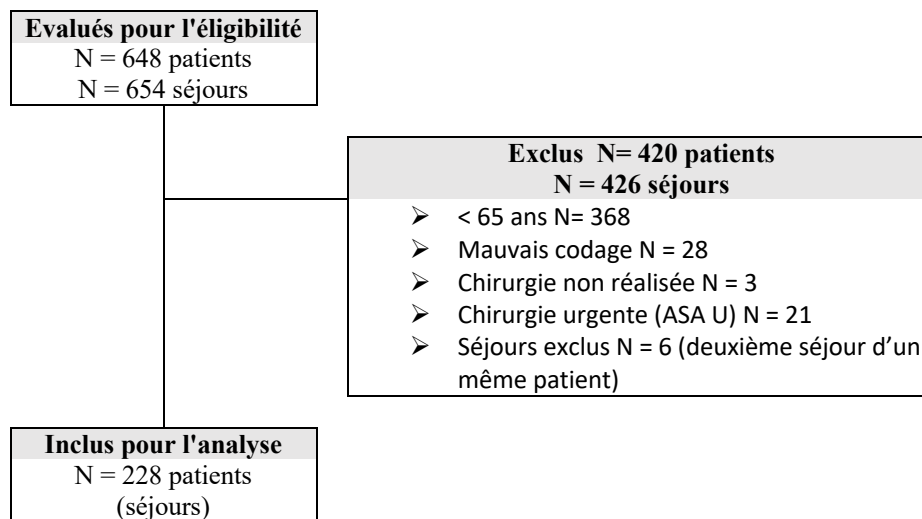 Evalués pour l'éligibilité
N = 648 patients
N = 654 séjours
Exclus N= 420 patients
N = 426 séjours
➢ < 65 ans N= 368
➢ Mauvais codage N = 28
➢ Chirurgie non réalisée N = 3
➢ Chirurgie urgente (ASA U) N = 21
➢ Séjours exclus N = 6 (deuxième séjour d’un
même patient)
Inclus pour l'analyse
N = 228 patients
(séjours)